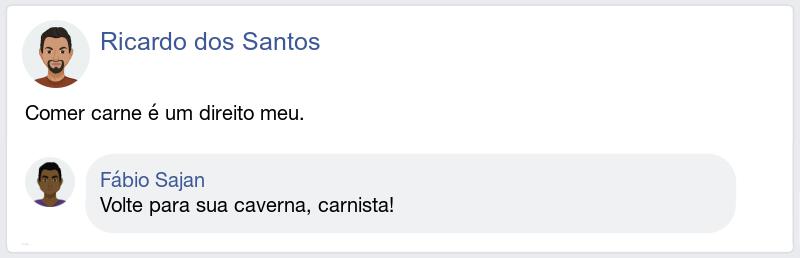 Ricardo dos Santos
Comer carne é um direito meu.
Fábio Sajan
Volte para sua caverna, carnista!